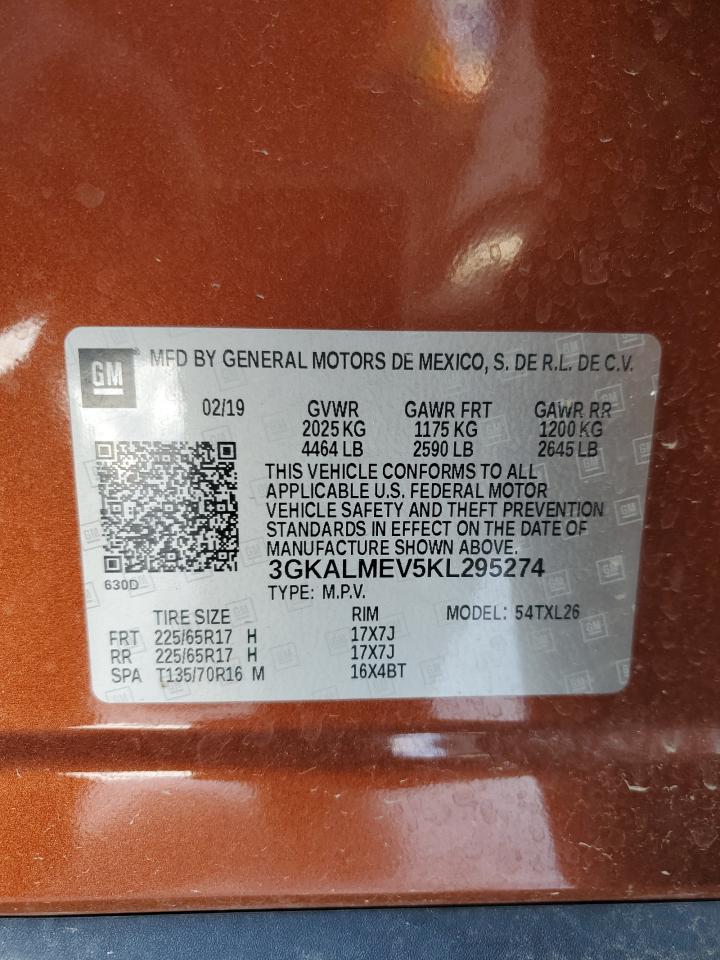 GM
MFD BY GENERAL MOTORS DE MEXICO, S. DE R.L. DE C.V.
02/19 GVWR GAWR FRT GAWR RR
2025 KG 1175 KG 1200 KG
4464 LB 2590 LB 2645 LB
THIS VEHICLE CONFORMS TO ALL
APPLICABLE U.S. FEDERAL MOTOR
VEHICLE SAFETY AND THEFT PREVENTION
STANDARDS IN EFFECT ON THE DATE OF
MANUFACTURE SHOWN ABOVE.
3GKALMEV5KL295274
630D
TYPE: M.P.V.
TIRE SIZE RIM MODEL: 54TXL26
FRT 225/65R17 H 17X7J
RR 225/65R17 H 17X7J
SPA T135/70R16 M 16X4BT